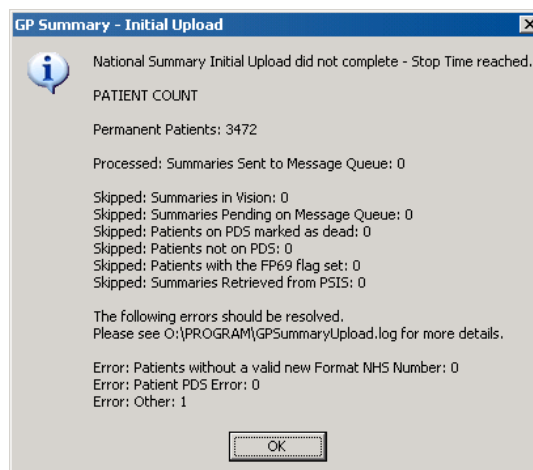 GP Summary - Initial Upload
National Summary Initial Upload did not complete - Stop Time reached.
PATIENT COUNT
Permanent Patients: 3472
Processed: Summaries Sent to Message Queue: 0
Skipped: Summaries in Vision: 0
Skipped: Summaries Pending on Message Queue: 0
Skipped: Patients on PDS marked as dead: 0
Skipped: Patients not on PDS: 0
Skipped: Patients with the FP69 flag set: 0
Skipped: Summaries Retrieved from PSIS: 0
The following errors should be resolved.
Please see O:\PROGRAM\GPSummaryUpload.log for more details.
Error: Patients without a valid new Format NHS Number: 0
Error: Patient PDS Error: 0
Error: Other: 1
OK